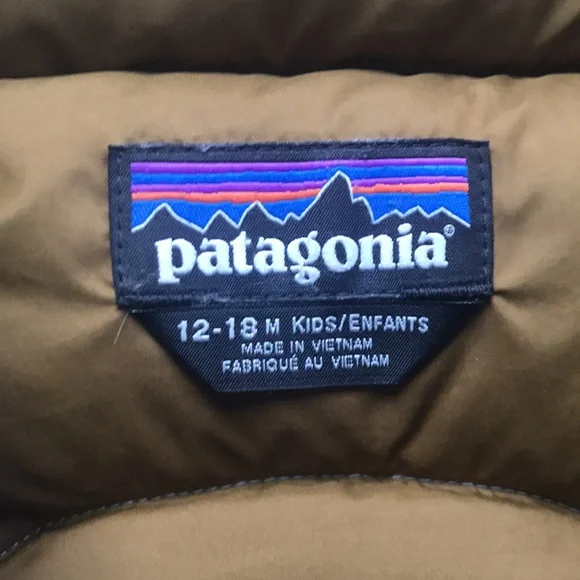 patagonia®
12-18 M KIDS/ENFANTS
MADE IN VIETNAM
FABRIQUÉ AU VIETNAM